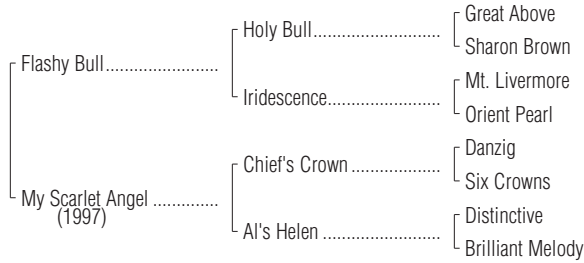 Great Above
Holy Bull
Sharon Brown
Flashy Bull
Mt. Livermore
Iridescence
Orient Pearl
Danzig
Chief's Crown
Six Crowns
My Scarlet Angel
(1997)
Distinctive
Al's Helen
Brilliant Melody